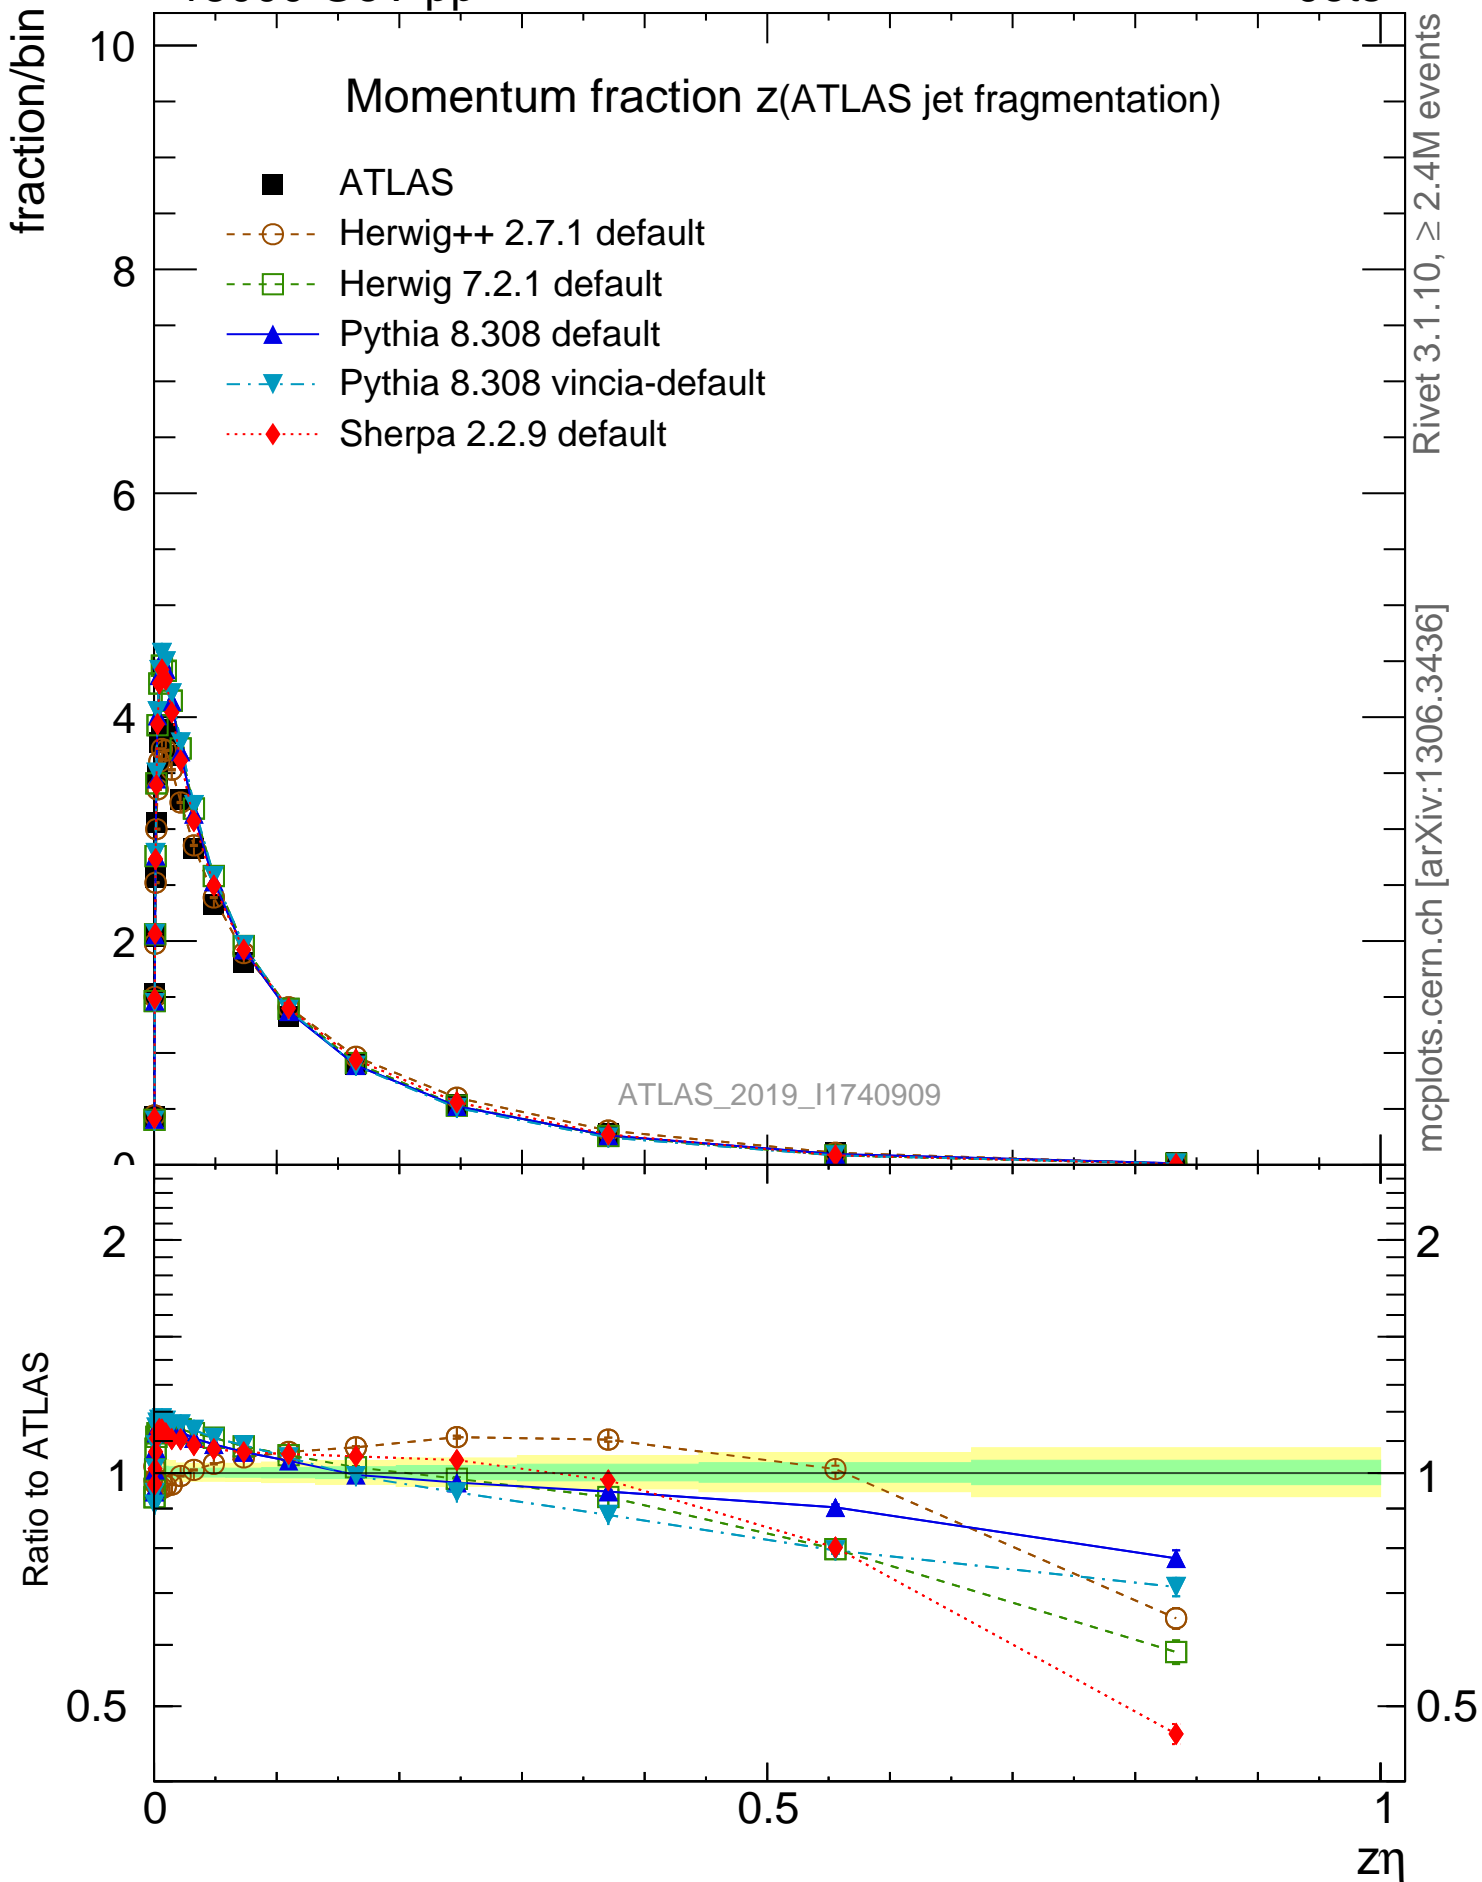 fraction/bin
10
8
6
4
2
0
Momentum fraction z(ATLAS jet fragmentation)
ATLAS
Herwig++ 2.7.1 default
Herwig 7.2.1 default
Pythia 8.308 default
Pythia 8.308 vincia-default
Sherpa 2.2.9 default
ATLAS_2019_I1740909
Rivet 3.1.10, ≥ 2.4M events
mcplots.cern.ch [arXiv:1306.3436]
Ratio to ATLAS
2
1
0.5
2
1
0.5
0
0.5
1
zη